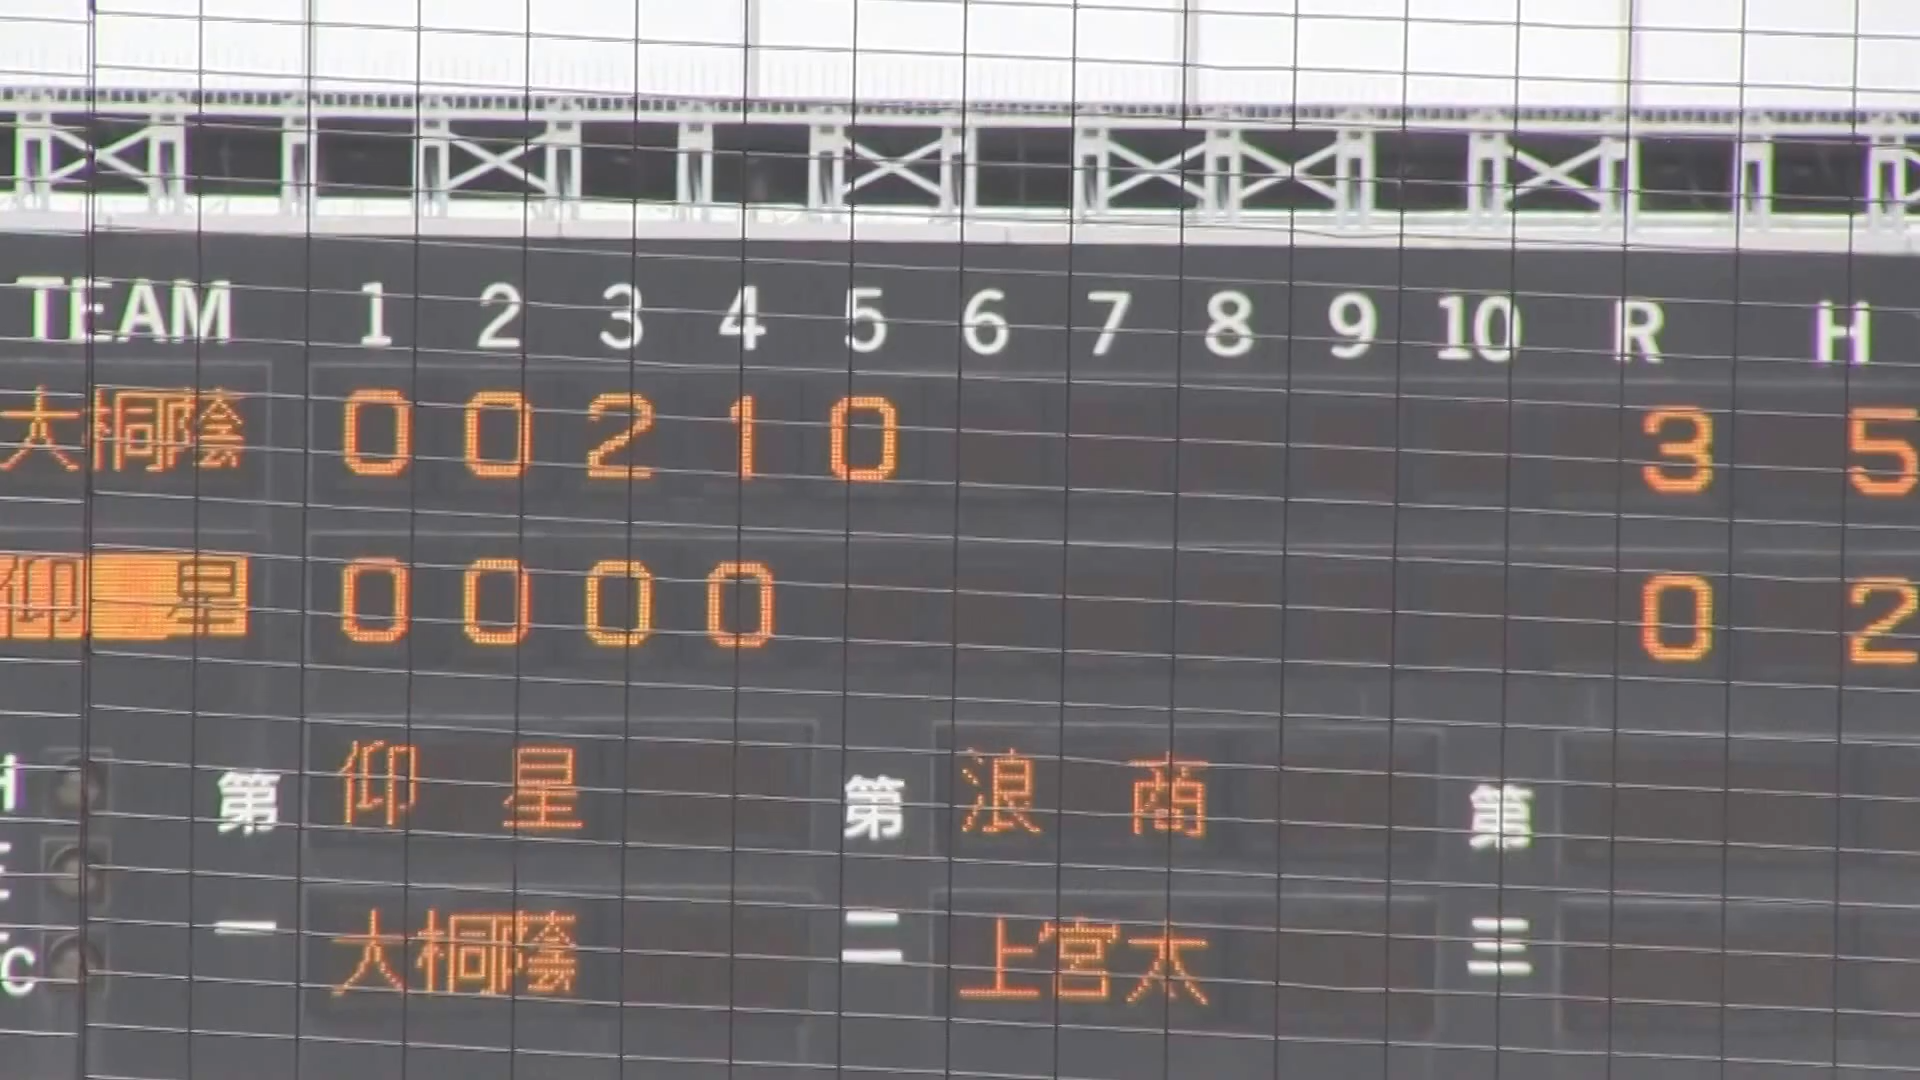 TEAM 1 2 3 4 5 6 7 8 9 10 R H
大桐蔭 0 0 2 1 0 3 5
仰星 0 0 0 0 0 2
H 第 仰星 第 浪商 第
一 大桐蔭 二 上宮太 三
C